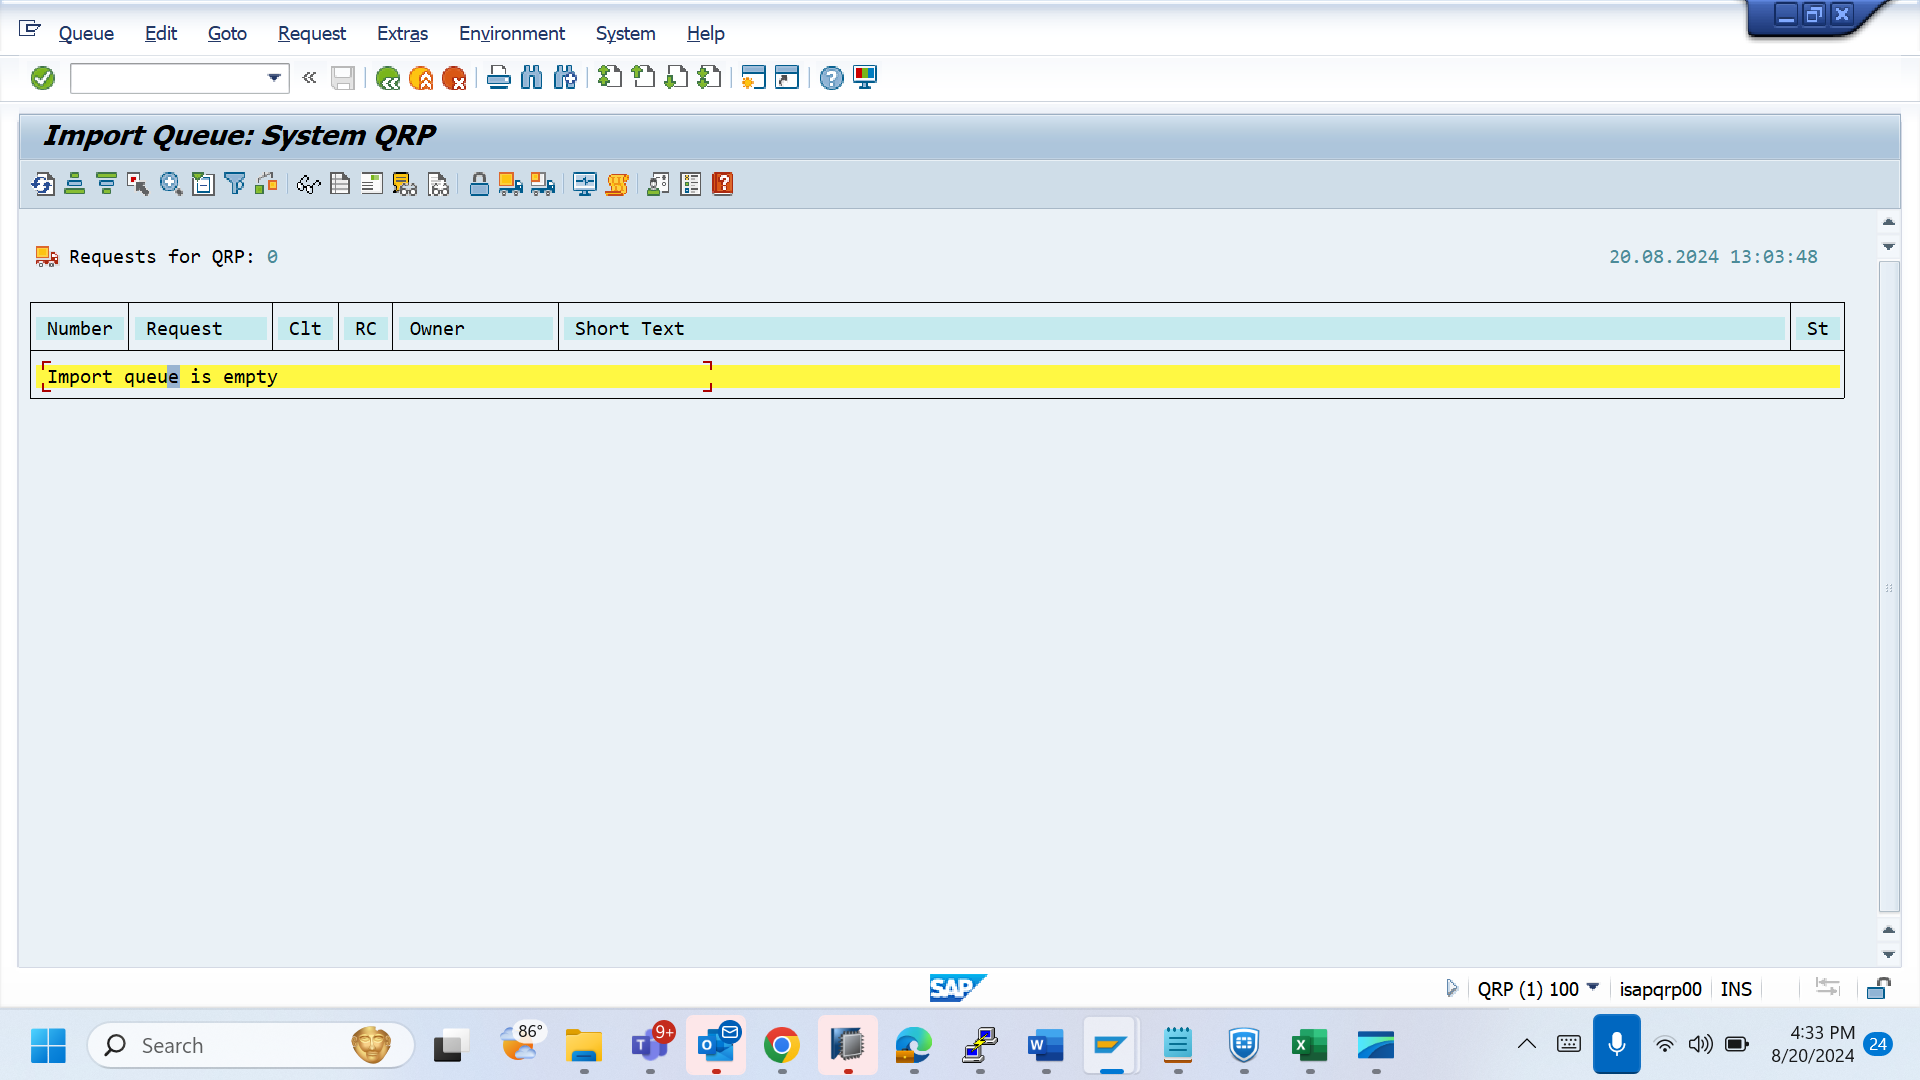 Queue Edit Goto Request Extras Environment System Help
Import Queue: System QRP
Requests for QRP: 0 20.08.2024 13:03:48
Number Request Clt RC Owner Short Text St
Import queue is empty
SAP QRP (1) 100 isapqrp00 INS
Search 86° 9+ 4:33 PM
8/20/2024 24